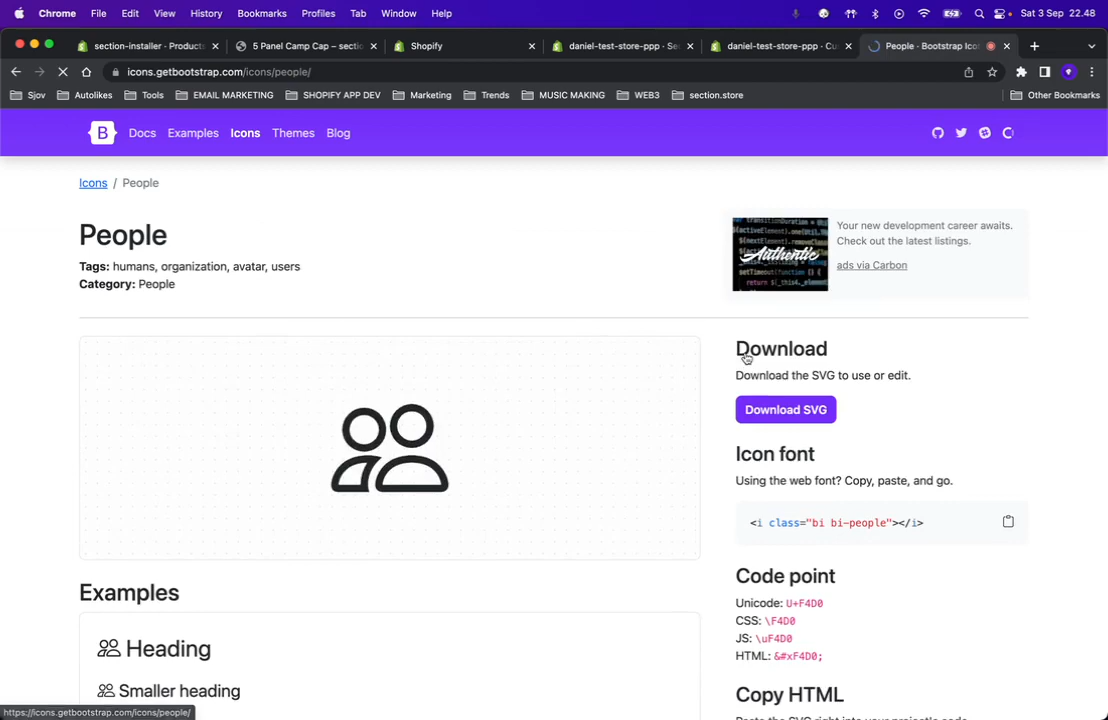 Chrome File Edit View History Bookmarks Profiles Tab Window Help Sat 3 Sep 22.48
section-installer · Products
5 Panel Camp Cap – sectio
Shopify
daniel-test-store-ppp · Sec
daniel-test-store-ppp · Cus
People · Bootstrap Ico
icons.getbootstrap.com/icons/people/
Sjov Autolikes Tools EMAIL MARKETING SHOPIFY APP DEV Marketing Trends MUSIC MAKING WEB3 section.store Other Bookmarks
B Docs Examples Icons Themes Blog
Icons / People
People
Tags: humans, organization, avatar, users
Category: People
Authentic
Your new development career awaits.
Check out the latest listings.
ads via Carbon
Download
Download the SVG to use or edit.
Download SVG
Icon font
Using the web font? Copy, paste, and go.
<i class="bi bi-people"></i>
Code point
Unicode: U+F4D0
CSS: \F4D0
JS: \uF4D0
HTML: &#xF4D0;
Copy HTML
Examples
Heading
Smaller heading
https://icons.getbootstrap.com/icons/people/